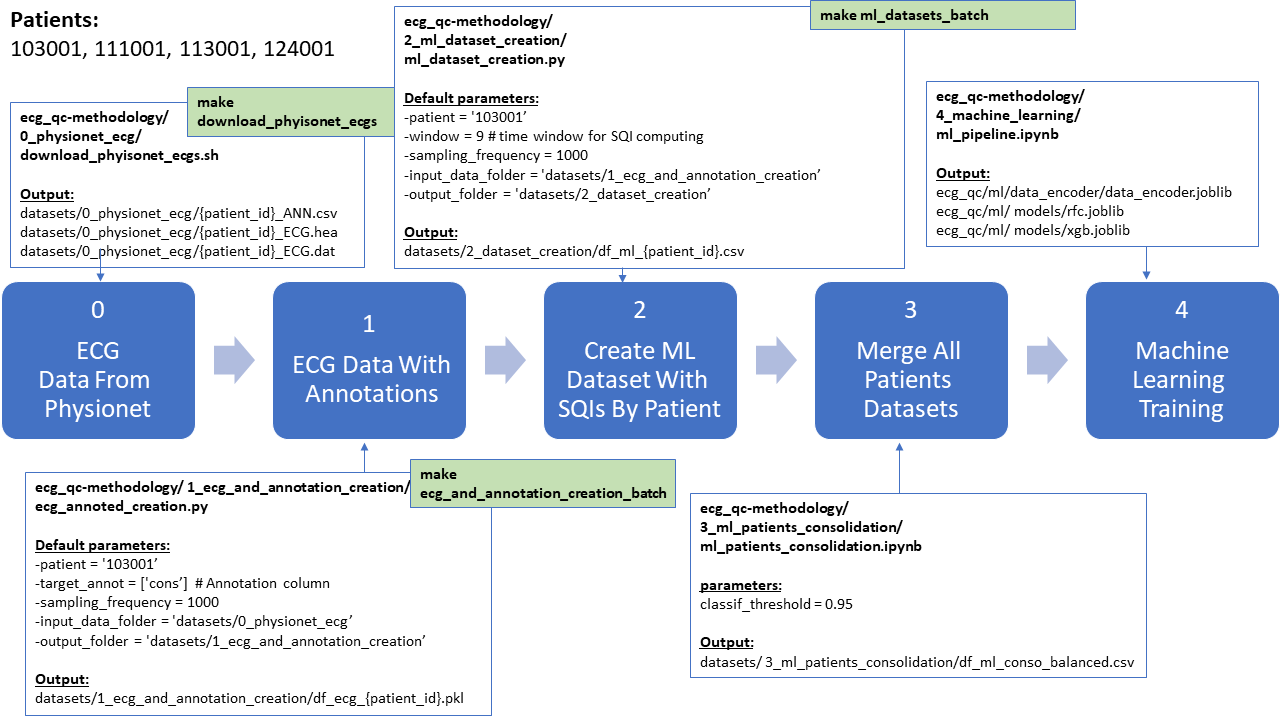 Patients:
103001, 111001, 113001, 124001
ecg_qc-methodology/
0_physionet_ecg/
download_phyisonet_ecgs.sh
Output:
datasets/0_physionet_ecg/{patient_id}_ANN.csv
datasets/0_physionet_ecg/{patient_id}_ECG.hea
datasets/0_physionet_ecg/{patient_id}_ECG.dat
make
download_phyisonet_ecgs
ecg_qc-methodology/
2_ml_dataset_creation/
ml_dataset_creation.py
Default parameters:
-patient = '103001’
-window = 9 # time window for SQI computing
-sampling_frequency = 1000
-input_data_folder = 'datasets/1_ecg_and_annotation_creation’
-output_folder = 'datasets/2_dataset_creation’
Output:
datasets/2_dataset_creation/df_ml_{patient_id}.csv
make ml_datasets_batch
ecg_qc-methodology/
4_machine_learning/
ml_pipeline.ipynb
Output:
ecg_qc/ml/data_encoder/data_encoder.joblib
ecg_qc/ml/ models/rfc.joblib
ecg_qc/ml/ models/xgb.joblib
0
ECG
Data From
Physionet
1
ECG Data With
Annotations
2
Create ML
Dataset With
SQIs By Patient
3
Merge All
Patients
Datasets
4
Machine
Learning
Training
ecg_qc-methodology/ 1_ecg_and_annotation_creation/
ecg_annoted_creation.py
Default parameters:
-patient = '103001’
-target_annot = ['cons’]  # Annotation column
-sampling_frequency = 1000
-input_data_folder = 'datasets/0_physionet_ecg’
-output_folder = 'datasets/1_ecg_and_annotation_creation’
Output:
datasets/1_ecg_and_annotation_creation/df_ecg_{patient_id}.pkl
make
ecg_and_annotation_creation_batch
ecg_qc-methodology/
3_ml_patients_consolidation/
ml_patients_consolidation.ipynb
parameters:
classif_threshold = 0.95
Output:
datasets/ 3_ml_patients_consolidation/df_ml_conso_balanced.csv